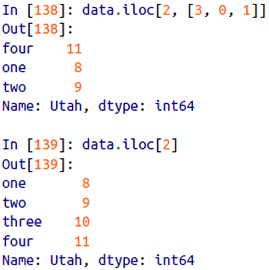 In [138]: data.iloc[2, [3, 0, 1]]
Out[138]:
four    11
one      8
two      9
Name: Utah, dtype: int64

In [139]: data.iloc[2]
Out[139]:
one       8
two       9
three    10
four     11
Name: Utah, dtype: int64